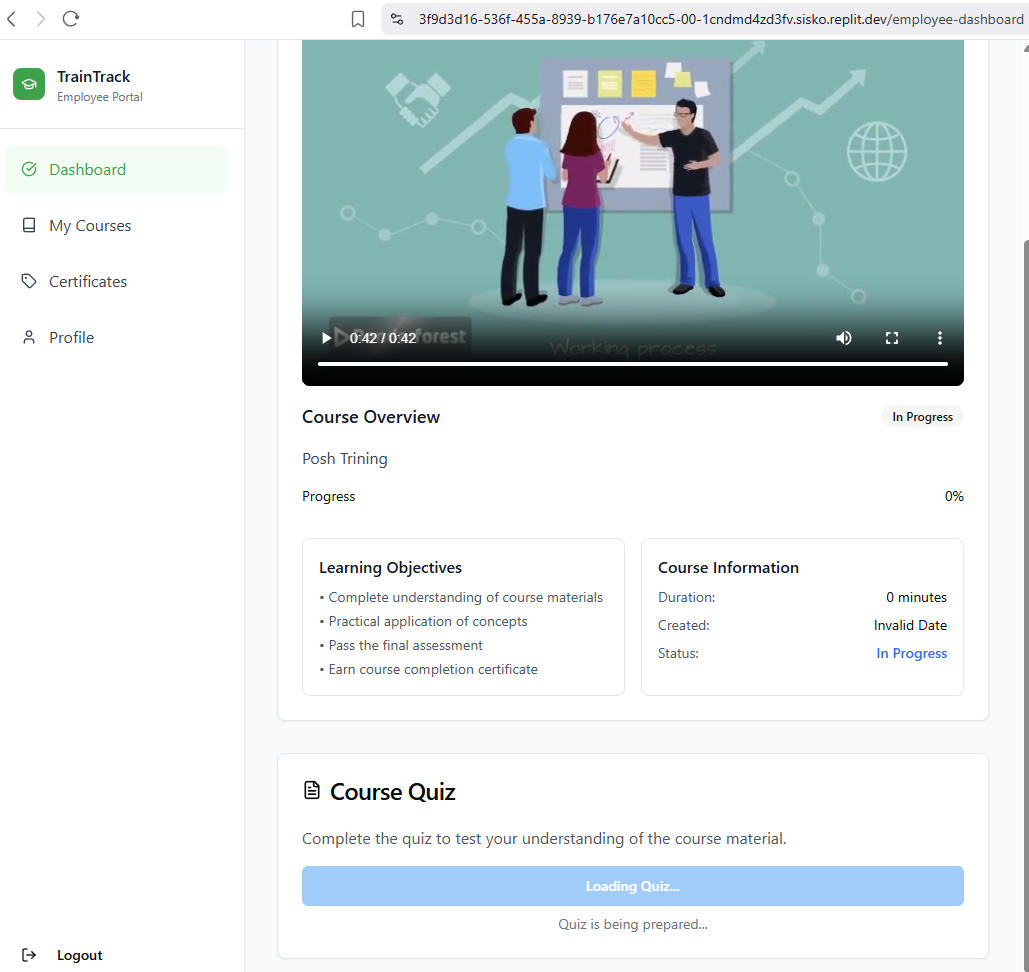 3f9d3d16-536f-455a-8939-b176e7a10cc5-00-1cndmd4zd3fv.sisko.replit.dev/employee-dashboard
TrainTrack
Employee Portal
Dashboard
My Courses
Certificates
Profile
Logout
0:42 / 0:42
Working process
Course Overview
In Progress
Posh Trining
Progress
0%
Learning Objectives
• Complete understanding of course materials
• Practical application of concepts
• Pass the final assessment
• Earn course completion certificate
Course Information
Duration: 0 minutes
Created: Invalid Date
Status: In Progress
Course Quiz
Complete the quiz to test your understanding of the course material.
Loading Quiz...
Quiz is being prepared...